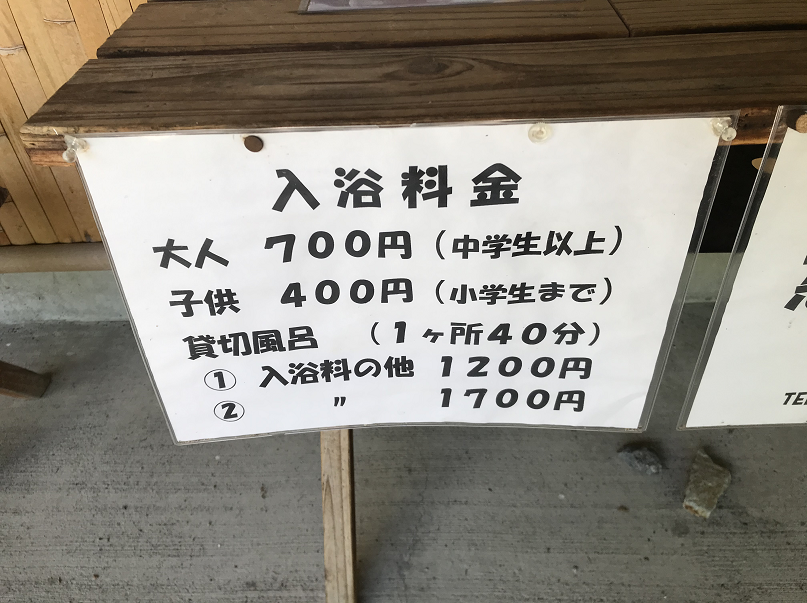 入浴料金
大人 700円(中学生以上)
子供 400円(小学生まで)
貸切風呂 (1ヶ所40分)
① 入浴料の他 1200円
② 〃 1700円